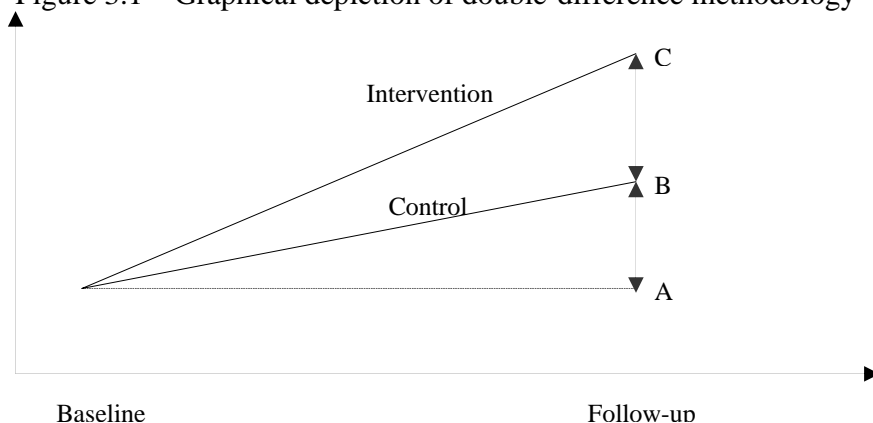 Figure 3.1 – Graphical depiction of double-difference methodology
C
Intervention
B
Control
A
Baseline
Follow-up